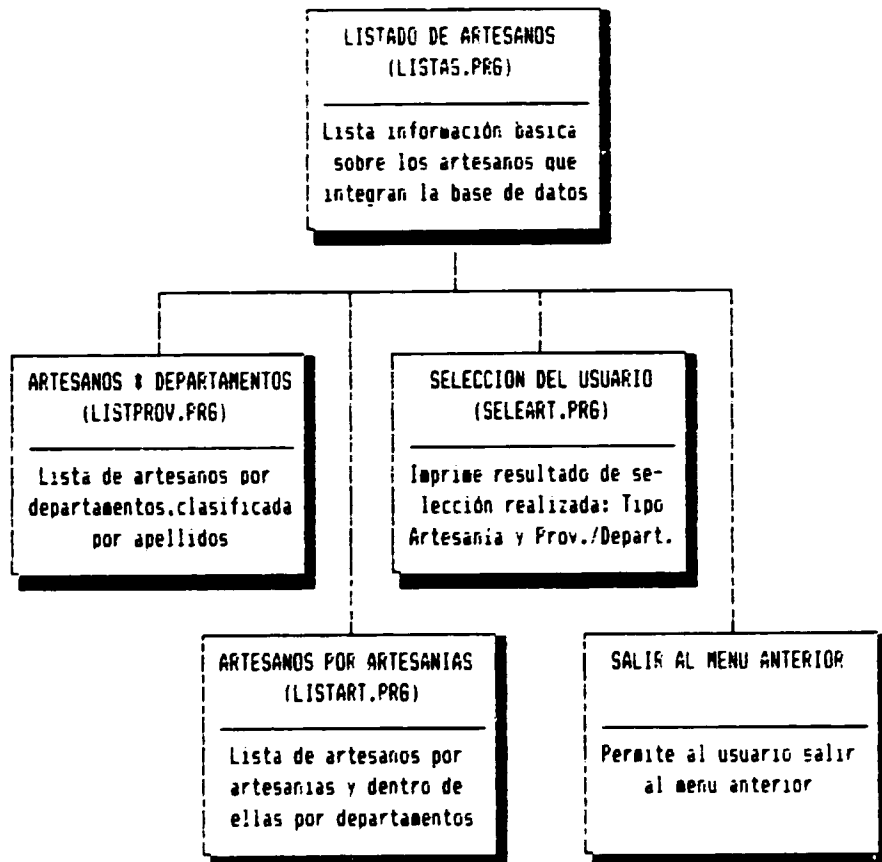 LISTADO DE ARTESANOS
(LISTAS.PRG)
Lista información basica
sobre los artesanos que
integran la base de datos
ARTESANOS * DEPARTAMENTOS
(LISTPROV.PRG)
Lista de artesanos por
departamentos.clasificada
por apellidos
SELECCION DEL USUARIO
(SELEART.PRG)
Imprime resultado de se-
lección realizada: Tipo
Artesania y Prov./Depart.
ARTESANOS POR ARTESANIAS
(LISTART.PRG)
Lista de artesanos por
artesanias y dentro de
ellas por departamentos
SALIR AL MENU ANTERIOR
Permite al usuario salir
al menu anterior